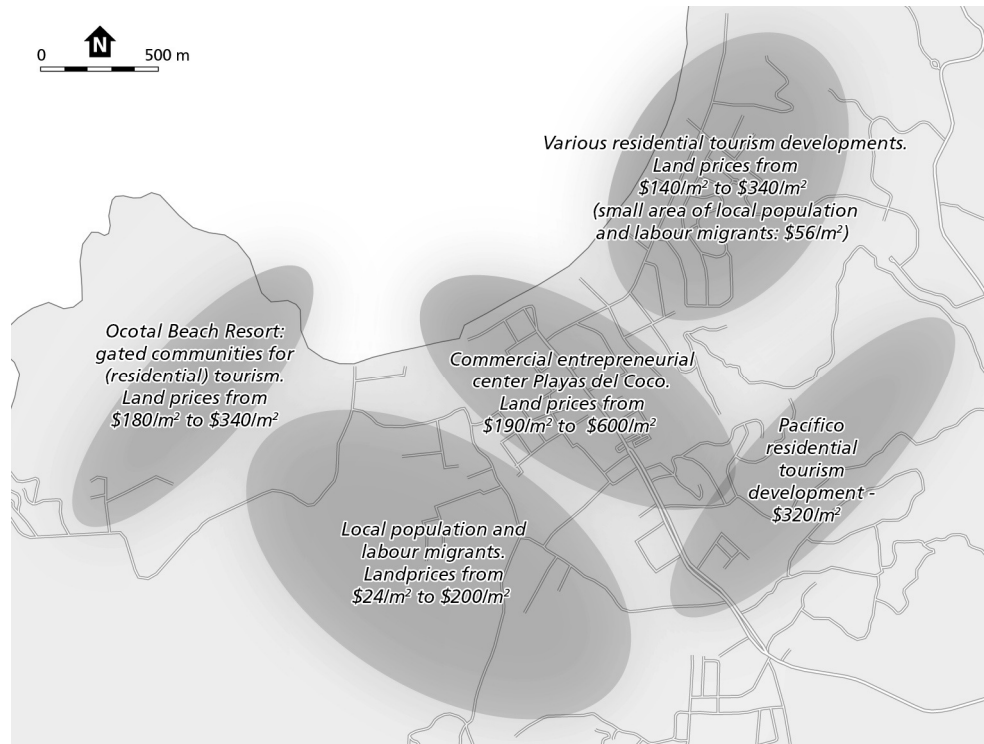 N
0 500 m
Various residential tourism developments.
Land prices from
$140/m² to $340/m²
(small area of local population
and labour migrants: $56/m²)
Ocotal Beach Resort:
gated communities for
(residential) tourism.
Land prices from
$180/m² to $340/m²
Commercial entrepreneurial
center Playas del Coco.
Land prices from
$190/m² to $600/m²
Pacífico
residential
tourism
development -
$320/m²
Local population and
labour migrants.
Landprices from
$24/m² to $200/m²